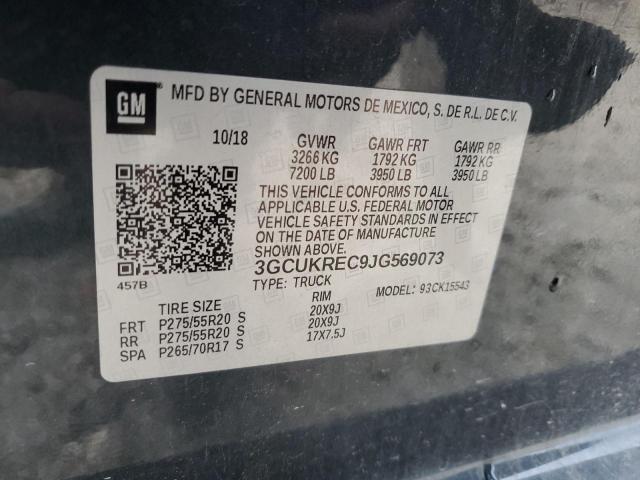 GM MFD BY GENERAL MOTORS DE MEXICO, S. DE R.L. DE C.V.
10/18 GVWR GAWR FRT GAWR RR
3266 KG 1792 KG 1792 KG
7200 LB 3950 LB 3950 LB
THIS VEHICLE CONFORMS TO ALL
APPLICABLE U.S. FEDERAL MOTOR
VEHICLE SAFETY STANDARDS IN EFFECT
ON THE DATE OF MANUFACTURE
SHOWN ABOVE.
3GCUKREC9JG569073
457B TYPE: TRUCK MODEL: 93CK15543
TIRE SIZE RIM
FRT P275/55R20 S 20X9J
RR P275/55R20 S 20X9J
SPA P265/70R17 S 17X7.5J